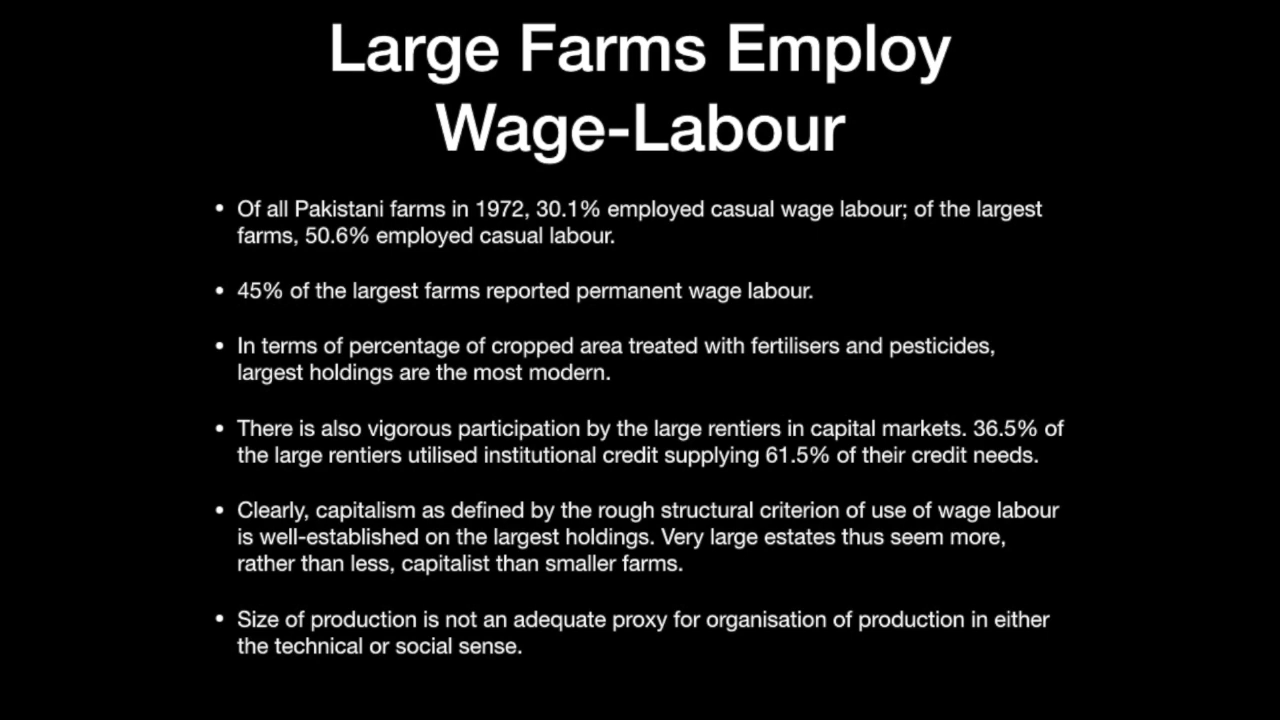 Large Farms Employ
Wage-Labour
• Of all Pakistani farms in 1972, 30.1% employed casual wage labour; of the largest
farms, 50.6% employed casual labour.
• 45% of the largest farms reported permanent wage labour.
• In terms of percentage of cropped area treated with fertilisers and pesticides,
largest holdings are the most modern.
• There is also vigorous participation by the large rentiers in capital markets. 36.5% of
the large rentiers utilised institutional credit supplying 61.5% of their credit needs.
• Clearly, capitalism as defined by the rough structural criterion of use of wage labour
is well-established on the largest holdings. Very large estates thus seem more,
rather than less, capitalist than smaller farms.
• Size of production is not an adequate proxy for organisation of production in either
the technical or social sense.